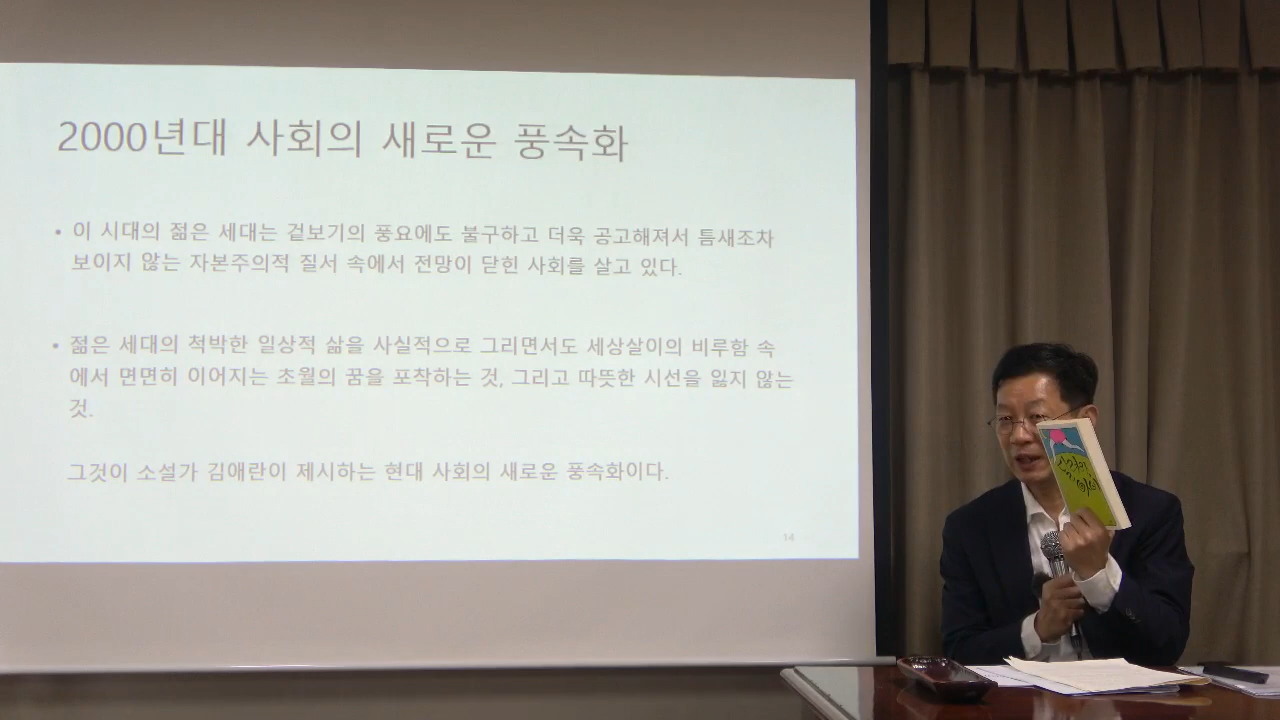 2000년대 사회의 새로운 풍속화
• 이 시대의 젊은 세대는 겉보기의 풍요에도 불구하고 더욱 공고해져서 틈새조차
보이지 않는 자본주의적 질서 속에서 전망이 닫힌 사회를 살고 있다.
• 젊은 세대의 척박한 일상적 삶을 사실적으로 그리면서도 세상살이의 비루함 속
에서 면면히 이어지는 초월의 꿈을 포착하는 것, 그리고 따뜻한 시선을 잃지 않는
것.
그것이 소설가 김애란이 제시하는 현대 사회의 새로운 풍속화이다.
14